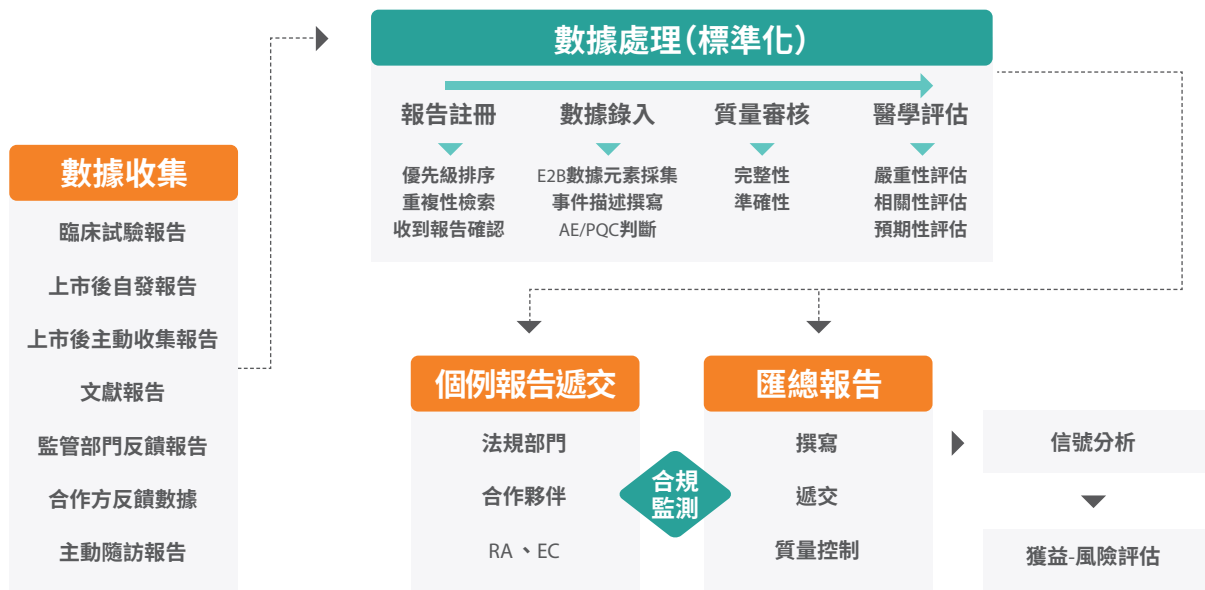 數據處理（標準化）
報告註冊
數據錄入
質量審核
醫學評估
優先級排序
重複性檢索
收到報告確認
E2B數據元素採集
事件描述撰寫
AE/PQC判斷
完整性
準確性
嚴重性評估
相關性評估
預期性評估
數據收集
臨床試驗報告
上市後自發報告
上市後主動收集報告
文獻報告
監管部門反饋報告
合作方反饋數據
主動隨訪報告
個例報告遞交
法規部門
合作夥伴
RA、EC
合規
監測
匯總報告
撰寫
遞交
質量控制
信號分析
獲益-風險評估